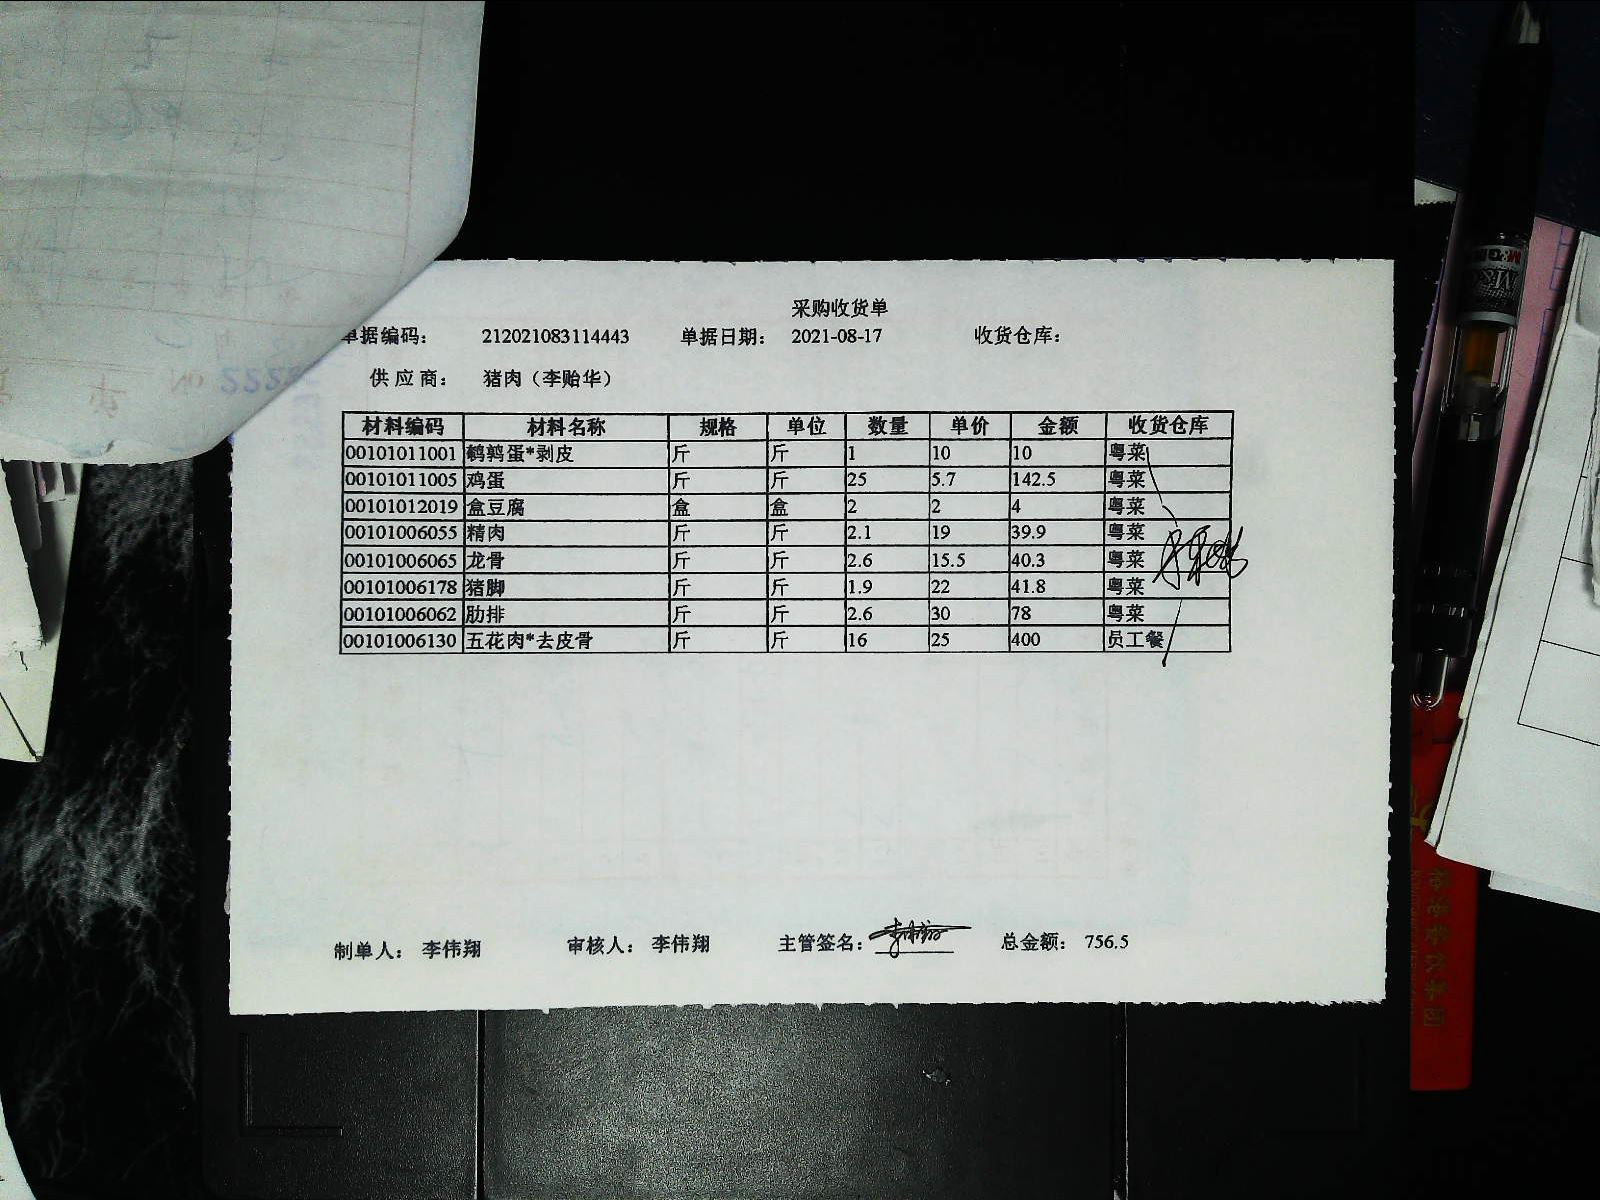 采购收货单
单据编码: 212021083114443 单据日期: 2021-08-17 收货仓库:
供应商: 猪肉（李贻华）
材料编码 材料名称 规格 单位 数量 单价 金额 收货仓库
00101011001 鹌鹑蛋*剥皮 斤 斤 1 10 10 粤菜
00101011005 鸡蛋 斤 斤 25 5.7 142.5 粤菜
00101012019 盒豆腐 盒 盒 2 2 4 粤菜
00101006055 精肉 斤 斤 2.1 19 39.9 粤菜
00101006065 龙骨 斤 斤 2.6 15.5 40.3 粤菜
00101006178 猪脚 斤 斤 1.9 22 41.8 粤菜
00101006062 肋排 斤 斤 2.6 30 78 粤菜
00101006130 五花肉*去皮骨 斤 斤 16 25 400 员工餐
制单人: 李伟翔 审核人: 李伟翔 主管签名: 李伟翔 总金额: 756.5